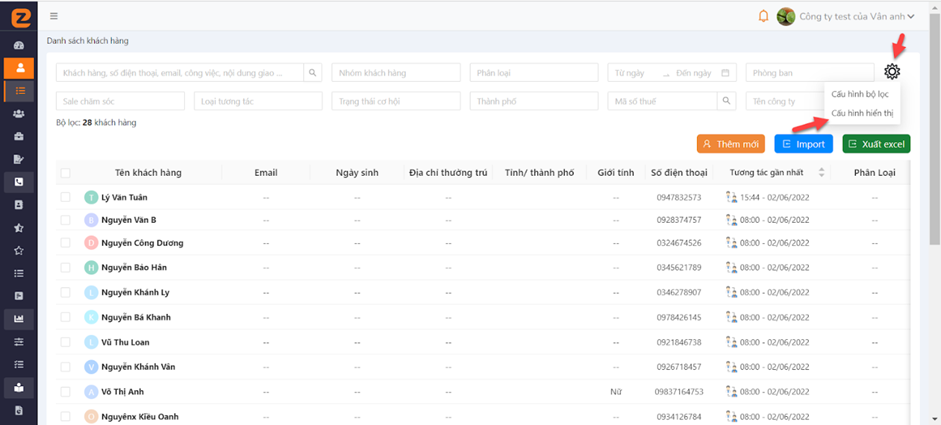 Công ty test của Vân anh
Danh sách khách hàng
Khách hàng, số điện thoại, email, công việc, nội dung giao ...
Nhóm khách hàng
Phân loại
Từ ngày → Đến ngày
Phòng ban
Sale chăm sóc
Loại tương tác
Trạng thái cơ hội
Thành phố
Mã số thuế
Tên công ty
Cấu hình bộ lọc
Cấu hình hiển thị
Bộ lọc: 28 khách hàng
Thêm mới Import Xuất excel
Tên khách hàng Email Ngày sinh Địa chỉ thường trú Tỉnh/ thành phố Giới tính Số điện thoại Tương tác gần nhất Phân Loại
T Lý Văn Tuân -- -- -- -- -- 0947832573 15:44 - 02/06/2022 --
B Nguyễn Văn B -- -- -- -- -- 0928374757 08:00 - 02/06/2022 --
D Nguyễn Công Dương -- -- -- -- -- 0324674526 08:00 - 02/06/2022 --
H Nguyễn Bảo Hân -- -- -- -- -- 0345621789 08:00 - 02/06/2022 --
L Nguyễn Khánh Ly -- -- -- -- -- 0346278907 08:00 - 02/06/2022 --
K Nguyễn Bá Khanh -- -- -- -- -- 0978426145 08:00 - 02/06/2022 --
L Vũ Thu Loan -- -- -- -- -- 0921846738 08:00 - 02/06/2022 --
V Nguyễn Khánh Vân -- -- -- -- -- 0926718457 08:00 - 02/06/2022 --
A Võ Thị Anh -- -- -- -- Nữ 09837164753 08:00 - 02/06/2022 --
O Nguyênx Kiều Oanh -- -- -- -- -- 0934126784 08:00 - 02/06/2022 --